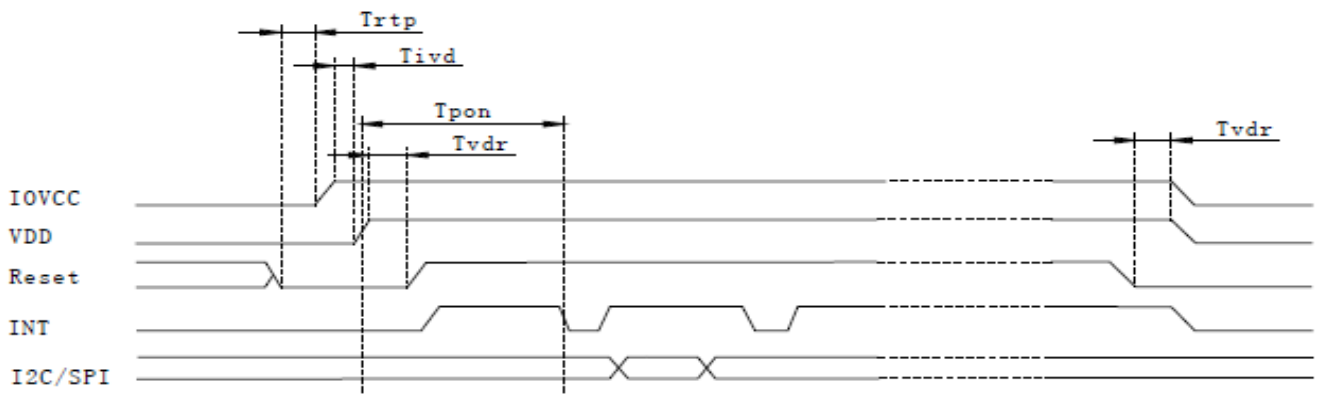 Trtp
Tivd
Tpon
Tvdr
Tvdr
IOVCC
VDD
Reset
INT
I2C/SPI